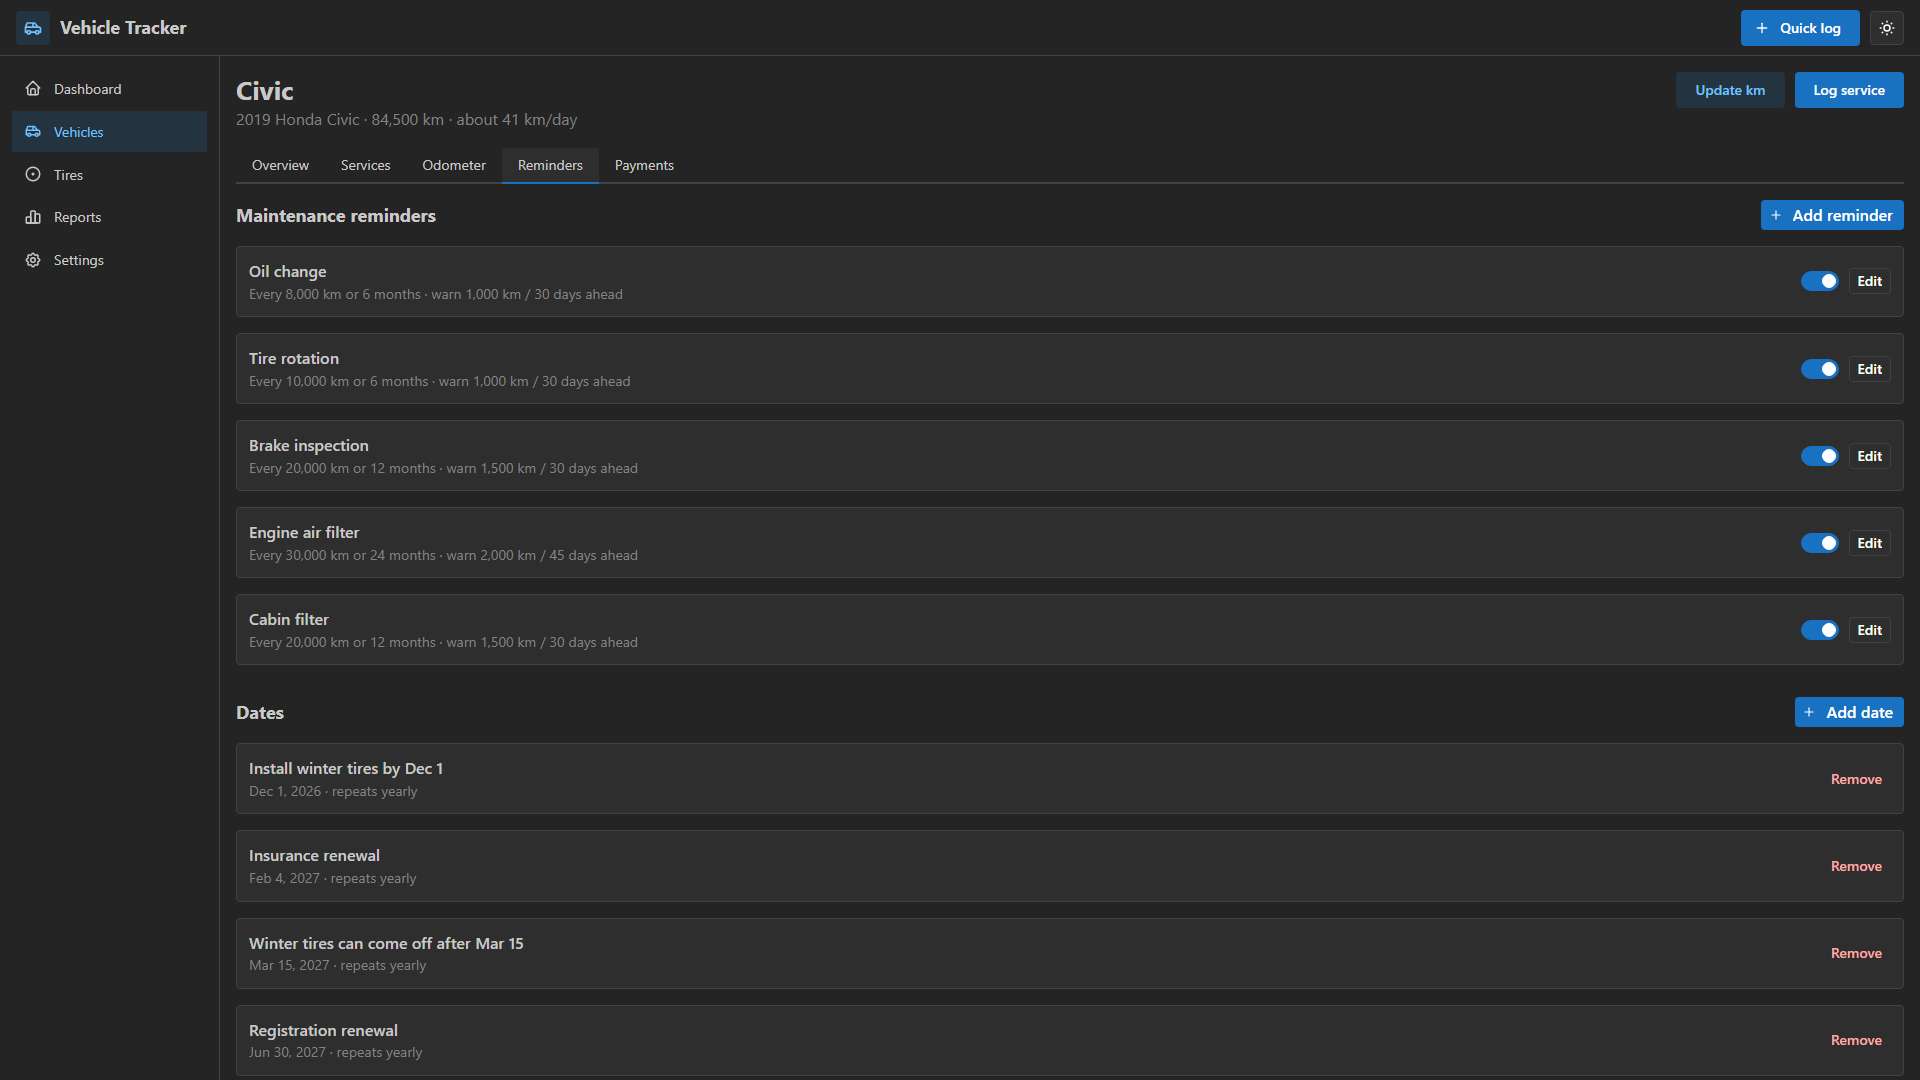 Vehicle Tracker
Quick log
Dashboard
Vehicles
Tires
Reports
Settings
Civic
2019 Honda Civic · 84,500 km · about 41 km/day
Update km
Log service
Overview
Services
Odometer
Reminders
Payments
Maintenance reminders
Add reminder
Oil change
Every 8,000 km or 6 months · warn 1,000 km / 30 days ahead
Edit
Tire rotation
Every 10,000 km or 6 months · warn 1,000 km / 30 days ahead
Edit
Brake inspection
Every 20,000 km or 12 months · warn 1,500 km / 30 days ahead
Edit
Engine air filter
Every 30,000 km or 24 months · warn 2,000 km / 45 days ahead
Edit
Cabin filter
Every 20,000 km or 12 months · warn 1,500 km / 30 days ahead
Edit
Dates
Add date
Install winter tires by Dec 1
Dec 1, 2026 · repeats yearly
Remove
Insurance renewal
Feb 4, 2027 · repeats yearly
Remove
Winter tires can come off after Mar 15
Mar 15, 2027 · repeats yearly
Remove
Registration renewal
Jun 30, 2027 · repeats yearly
Remove